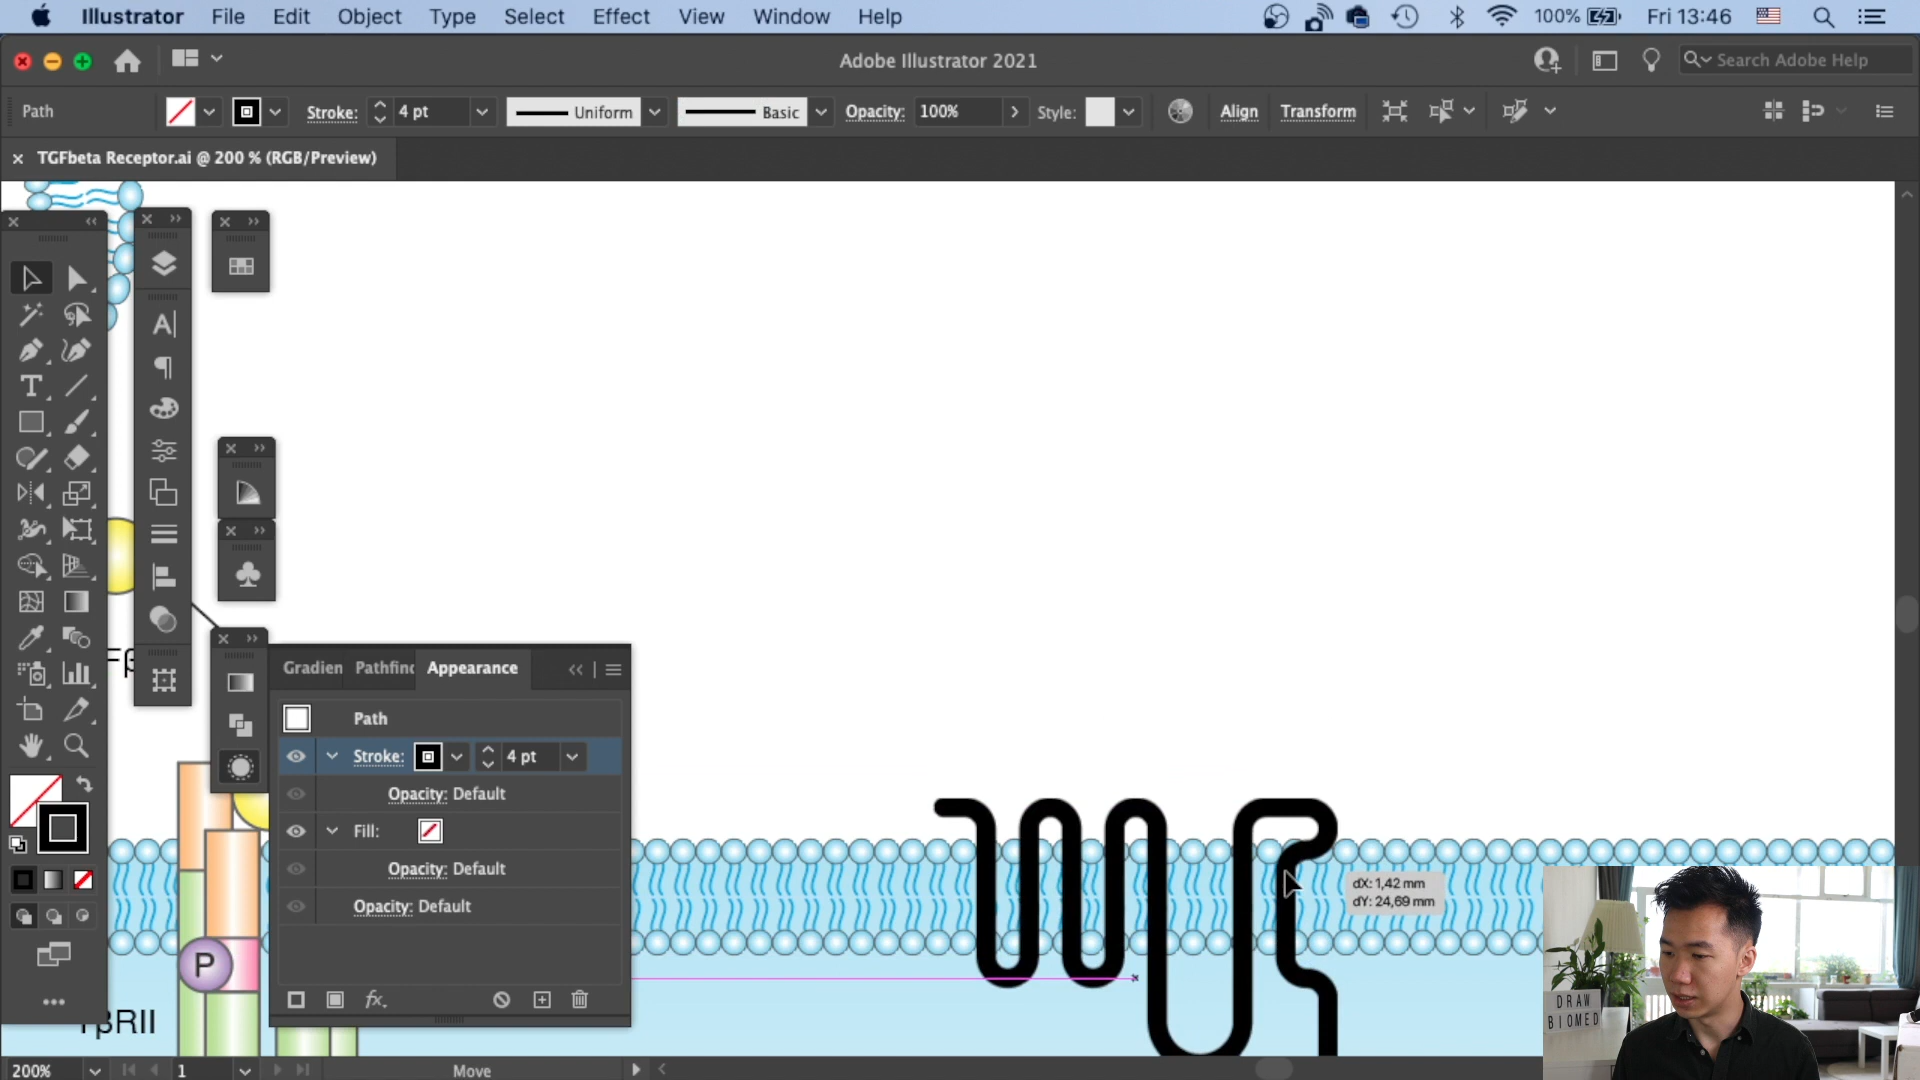 Illustrator File Edit Object Type Select Effect View Window Help 100% Fri 13:46
Adobe Illustrator 2021 Search Adobe Help
Path Stroke: 4 pt Uniform Basic Opacity: 100% Style: Align Transform
TGFbeta Receptor.ai @ 200 % (RGB/Preview)
Gradien Pathfind Appearance
Path
Stroke: 4 pt
Opacity: Default
Fill:
Opacity: Default
Opacity: Default
fx.
P
TβRII
dX: 1,42 mm
dY: 24,69 mm
DRAW
BIOMED
200% 1 Move